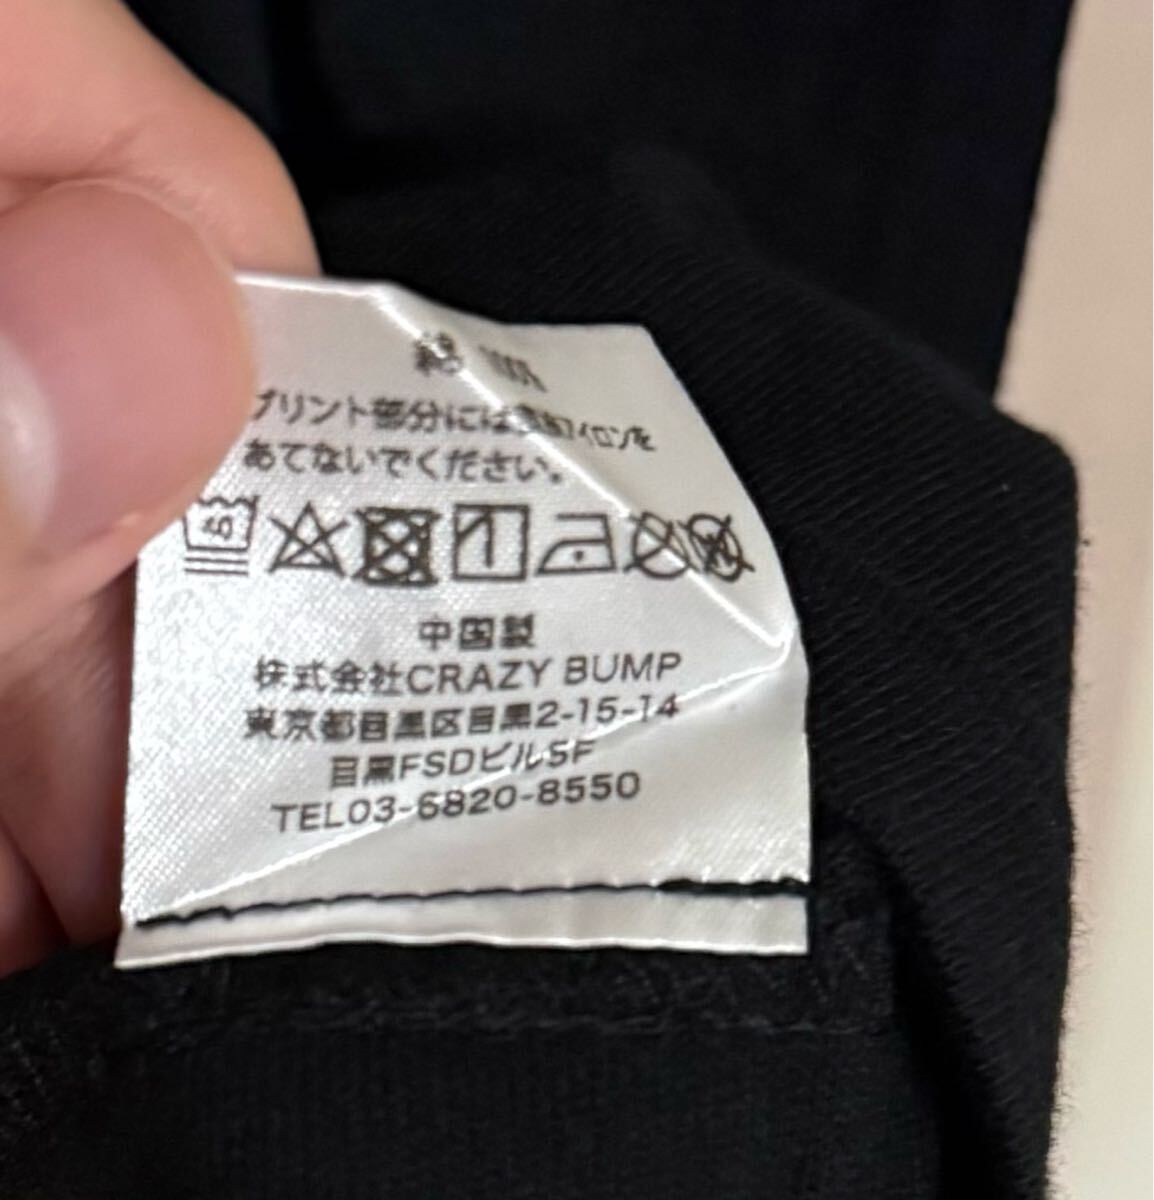 綿
プリント部分には直接アイロンを
あてないでください。
40
中国製
株式会社CRAZY BUMP
東京都目黒区目黒2-15-14
目黒FSDビル5F
TEL03-6820-8550